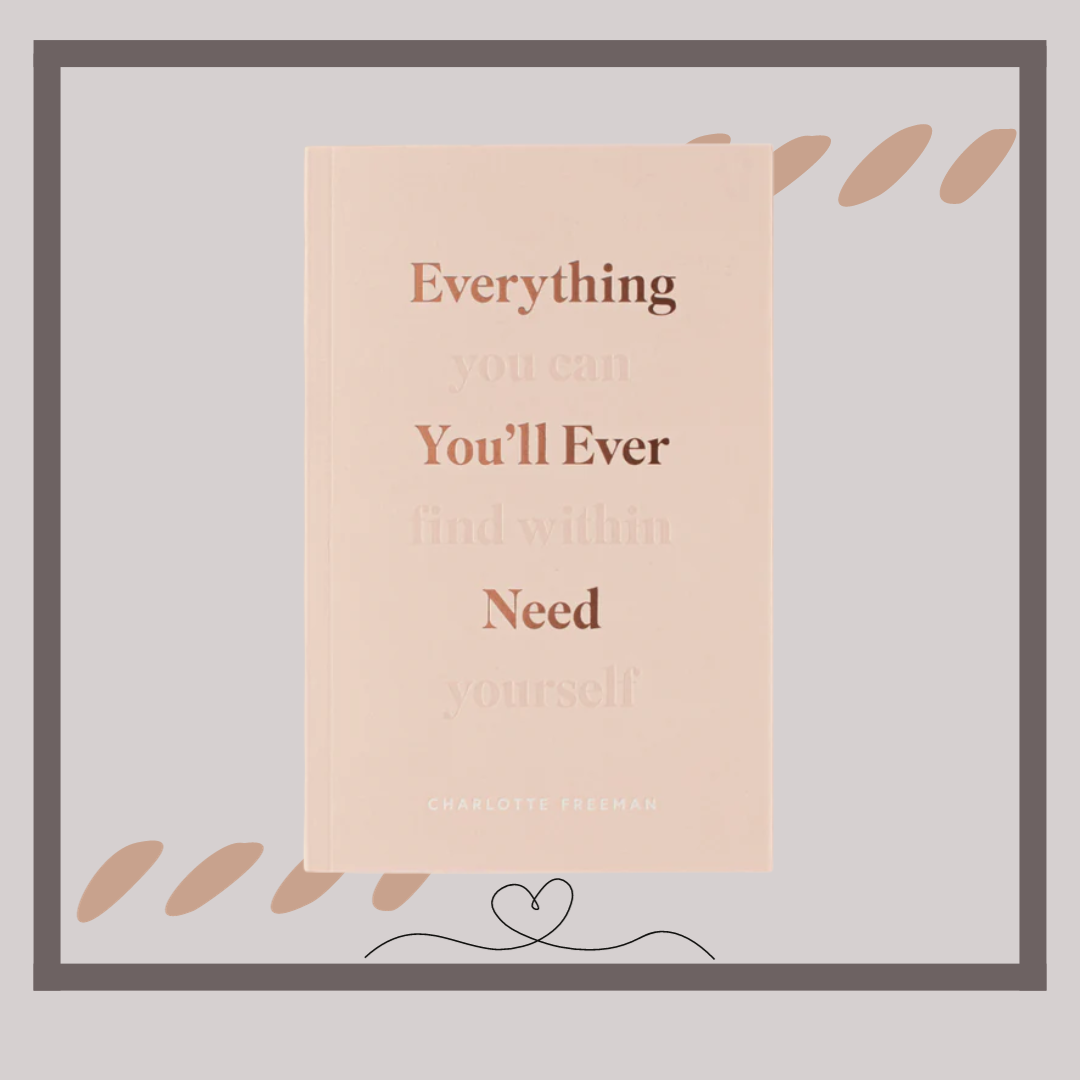 Everything
you can
You'll Ever
find within
Need
yourself
CHARLOTTE FREEMAN